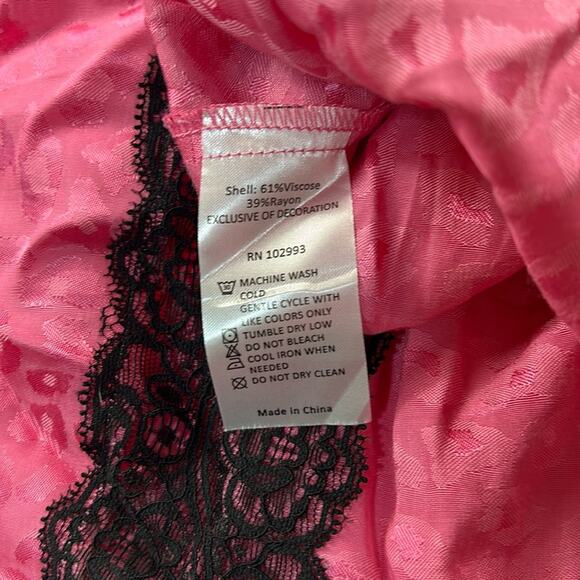 Shell: 61%Viscose
39%Rayon
EXCLUSIVE OF DECORATION
RN 102993
MACHINE WASH
COLD
GENTLE CYCLE WITH
LIKE COLORS ONLY
TUMBLE DRY LOW
DO NOT BLEACH
COOL IRON WHEN
NEEDED
DO NOT DRY CLEAN
Made in China